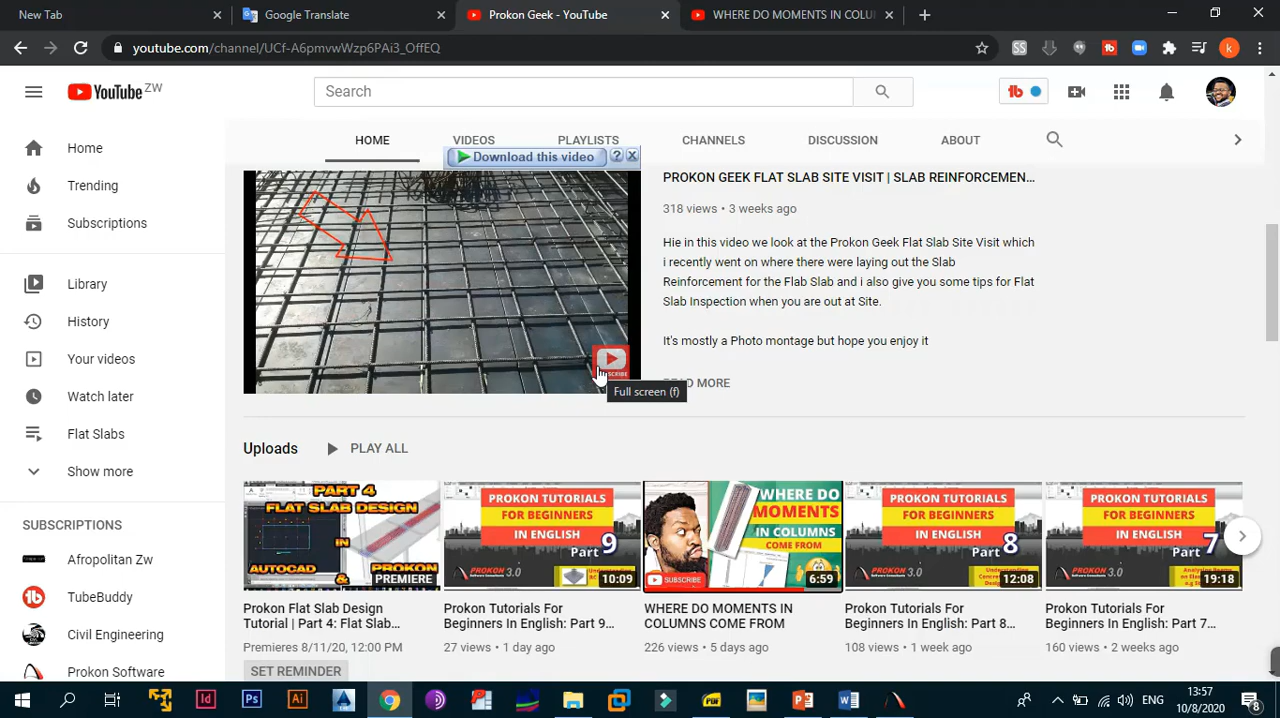 New Tab
Google Translate
Prokon Geek - YouTube
WHERE DO MOMENTS IN COLU
youtube.com/channel/UCf-A6pmvwWzp6PAi3_OffEQ
YouTube ZW
Search
HOME
VIDEOS
PLAYLISTS
CHANNELS
DISCUSSION
ABOUT
Download this video
Home
Trending
Subscriptions
Library
History
Your videos
Watch later
Flat Slabs
Show more
SUBSCRIPTIONS
Afropolitan Zw
TubeBuddy
Civil Engineering
Prokon Software
PROKON GEEK FLAT SLAB SITE VISIT | SLAB REINFORCEMEN...
318 views • 3 weeks ago
Hie in this video we look at the Prokon Geek Flat Slab Site Visit which
i recently went on where there were laying out the Slab
Reinforcement for the Flab Slab and i also give you some tips for Flat
Slab Inspection when you are out at Site.
It's mostly a Photo montage but hope you enjoy it
MORE
Full screen (f)
Uploads
PLAY ALL
PART 4
FLAT SLAB DESIGN
IN
AUTOCAD & PROKON PREMIERE
Prokon Flat Slab Design
Tutorial | Part 4: Flat Slab...
Premieres 8/11/20, 12:00 PM
SET REMINDER
PROKON TUTORIALS
FOR BEGINNERS
IN ENGLISH
Part 9
PROKON 3.0
10:09
Prokon Tutorials For
Beginners In English: Part 9...
27 views • 1 day ago
WHERE DO
MOMENTS
IN COLUMNS
COME FROM
SUBSCRIBE
6:59
WHERE DO MOMENTS IN
COLUMNS COME FROM
226 views • 5 days ago
PROKON TUTORIALS
FOR BEGINNERS
IN ENGLISH
Part 8
PROKON 3.0
12:08
Prokon Tutorials For
Beginners In English: Part 8...
108 views • 1 week ago
PROKON TUTORIALS
FOR BEGINNERS
IN ENGLISH
Part 7
PROKON 3.0
19:18
Prokon Tutorials For
Beginners In English: Part 7...
160 views • 2 weeks ago
ENG
13:57
10/8/2020
8